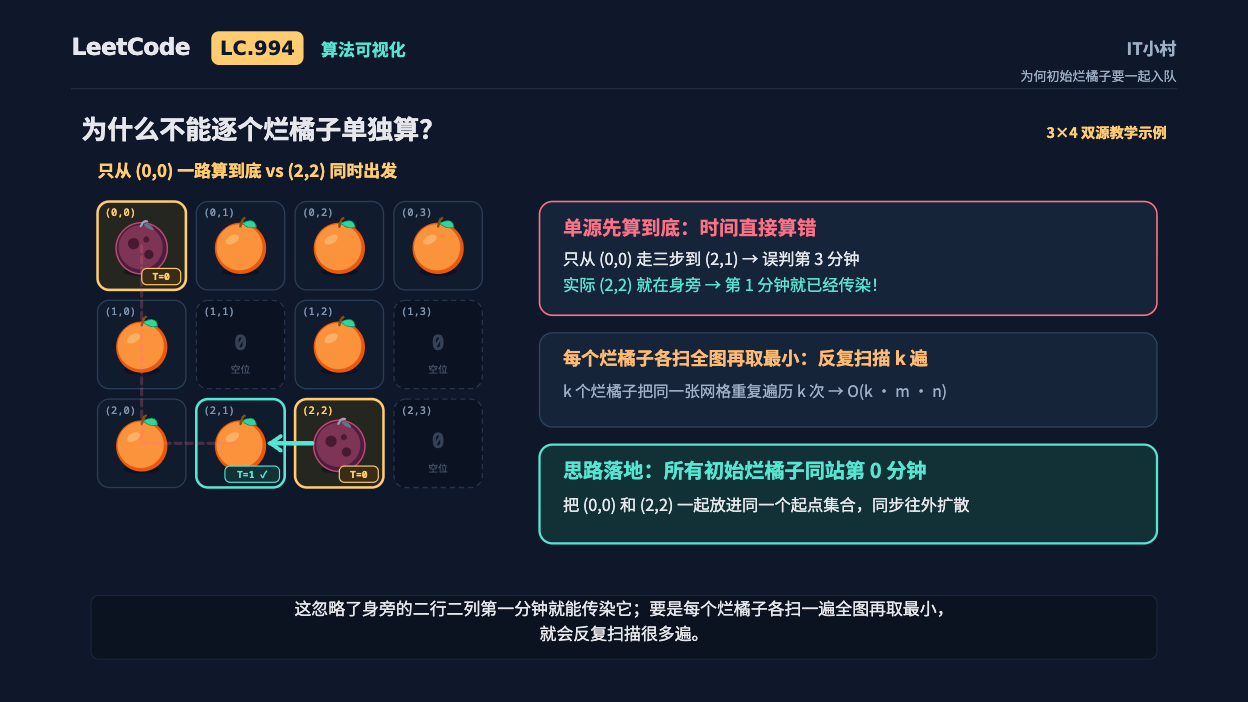 LeetCode LC.994 算法可视化
IT小村
为何初始烂橘子要一起入队
为什么不能逐个烂橘子单独算？
3×4 双源教学示例
只从 (0,0) 一路算到底 vs (2,2) 同时出发
(0,0) (0,1) (0,2) (0,3)
T=0
(1,0) (1,1) (1,2) (1,3)
0 0
空位 空位
(2,0) (2,1) (2,2) (2,3)
0
空位
T=1 ✓ T=0
单源先算到底：时间直接算错
只从 (0,0) 走三步到 (2,1) → 误判第 3 分钟
实际 (2,2) 就在身旁 → 第 1 分钟就已经传染！
每个烂橘子各扫全图再取最小：反复扫描 k 遍
k 个烂橘子把同一张网格重复遍历 k 次 → O(k · m · n)
思路落地：所有初始烂橘子同站第 0 分钟
把 (0,0) 和 (2,2) 一起放进同一个起点集合，同步往外扩散
这忽略了身旁的二行二列第一分钟就能传染它；要是每个烂橘子各扫一遍全图再取最小，
就会反复扫描很多遍。